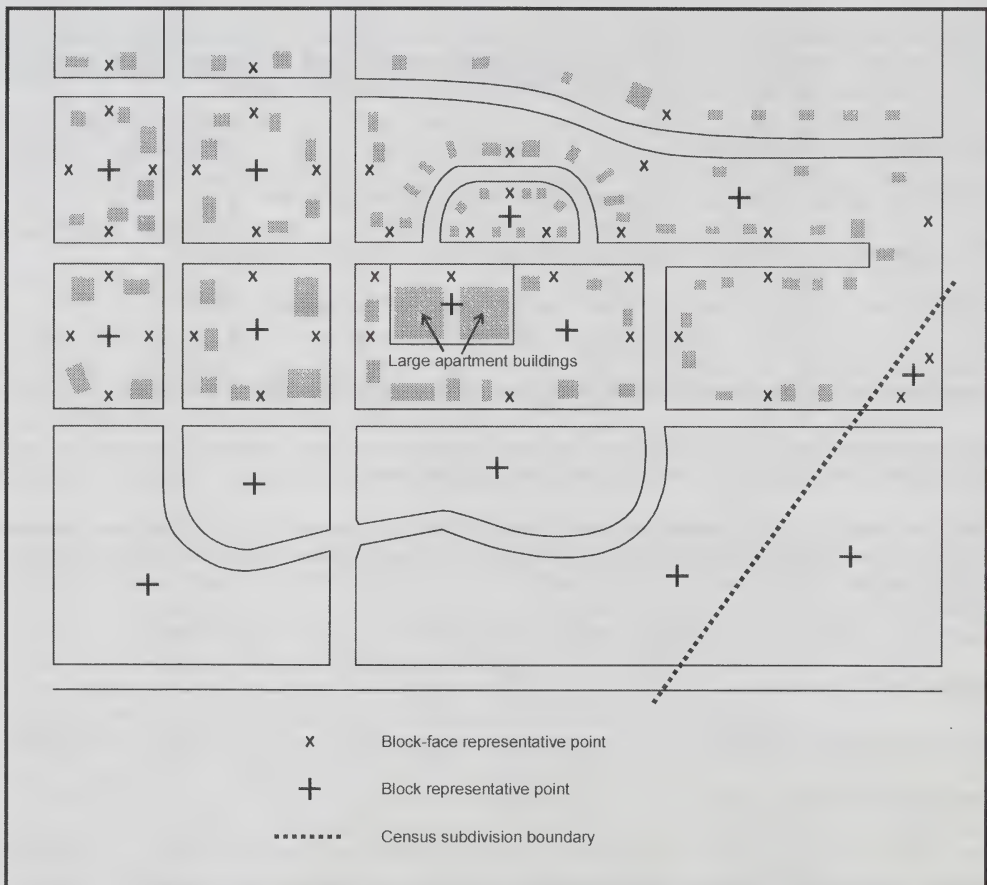 Large apartment buildings
x Block-face representative point
+ Block representative point
Census subdivision boundary